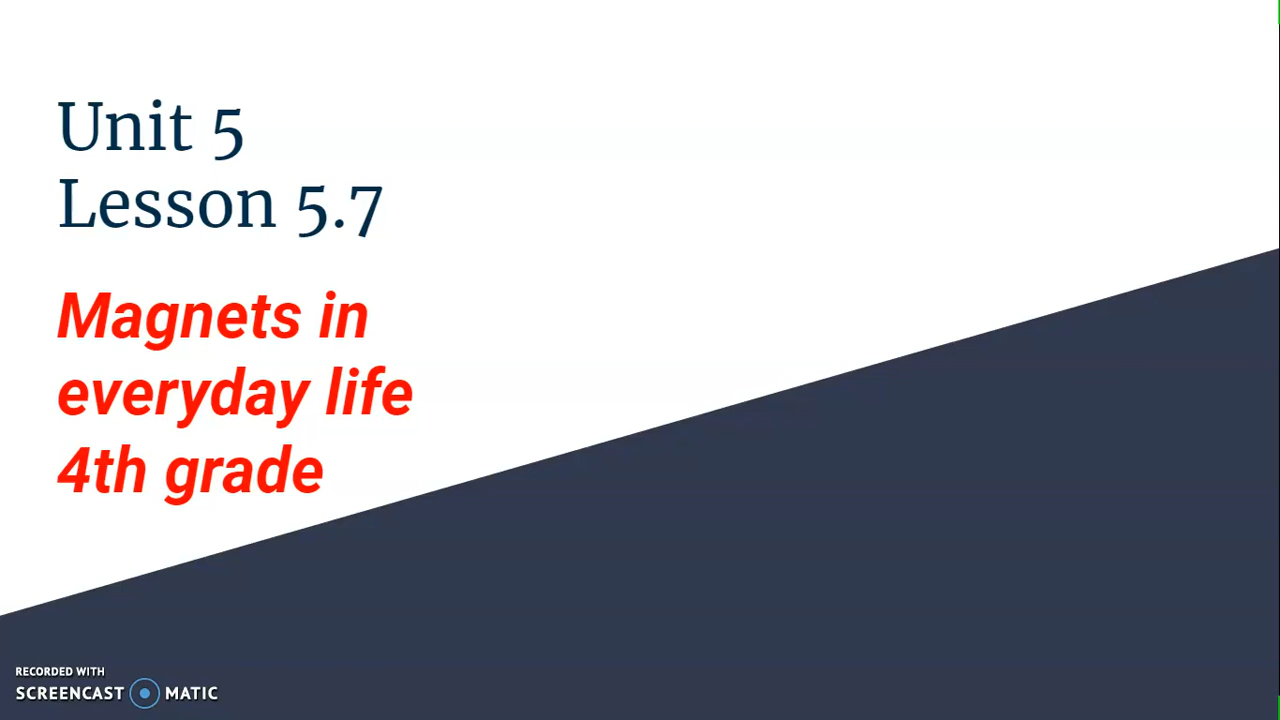 Unit 5
Lesson 5.7
Magnets in
everyday life
4th grade
RECORDED WITH
SCREENCAST MATIC